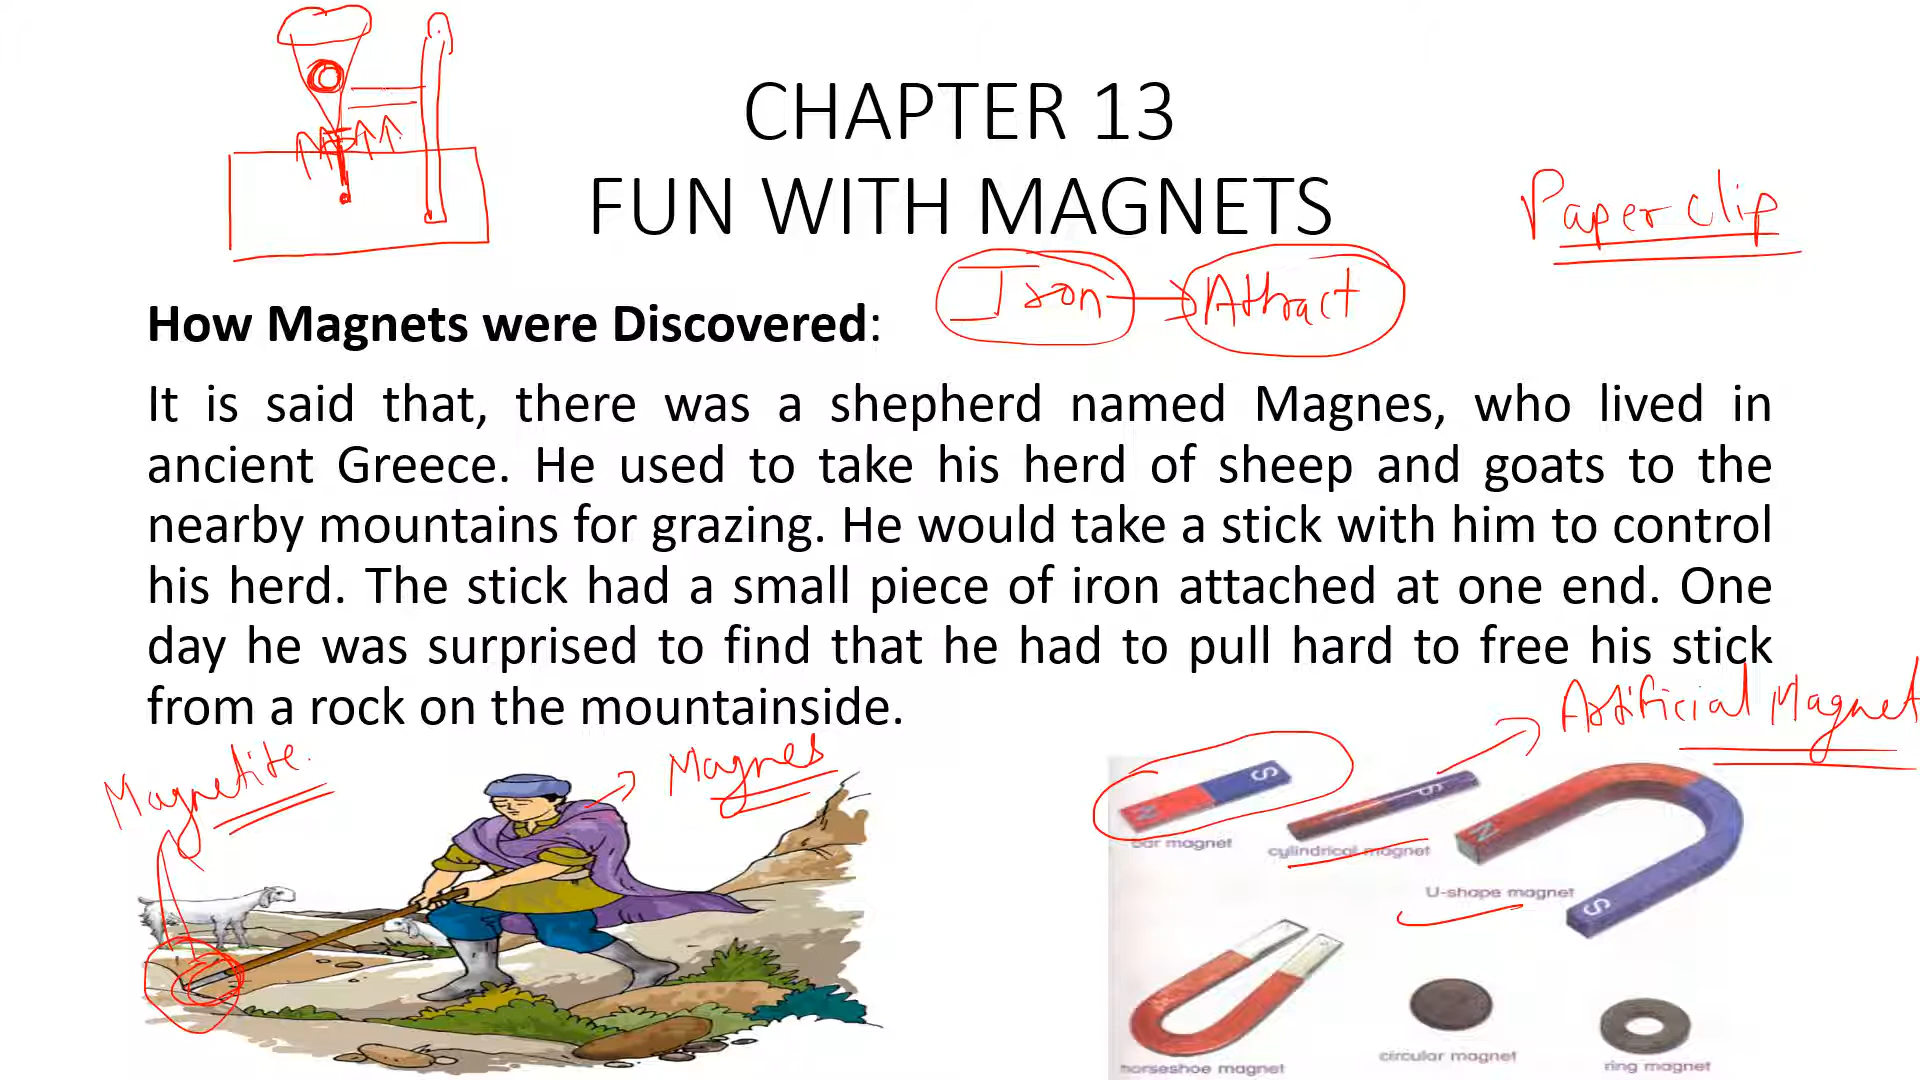 CHAPTER 13
FUN WITH MAGNETS
Paper clip
Iron → Attract
How Magnets were Discovered:
It is said that, there was a shepherd named Magnes, who lived in
ancient Greece. He used to take his herd of sheep and goats to the
nearby mountains for grazing. He would take a stick with him to control
his herd. The stick had a small piece of iron attached at one end. One
day he was surprised to find that he had to pull hard to free his stick
from a rock on the mountainside.
Artificial Magnet
Magnetite.
Magnes
N S
N
S
bar magnet
cylindrical magnet
U-shape magnet
horseshoe magnet
circular magnet
ring magnet